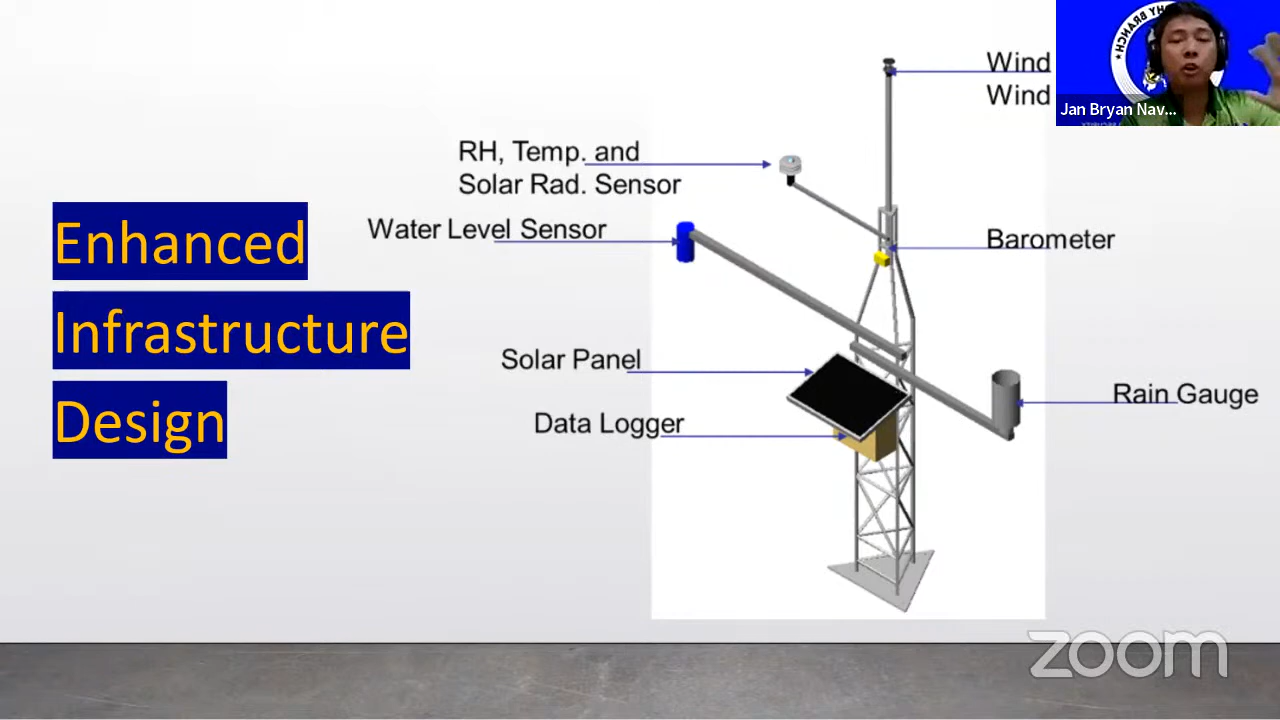 Enhanced
Infrastructure
Design
Wind
Wind
RH, Temp. and
Solar Rad. Sensor
Water Level Sensor
Barometer
Solar Panel
Data Logger
Rain Gauge
Jan Bryan Nav...
zoom